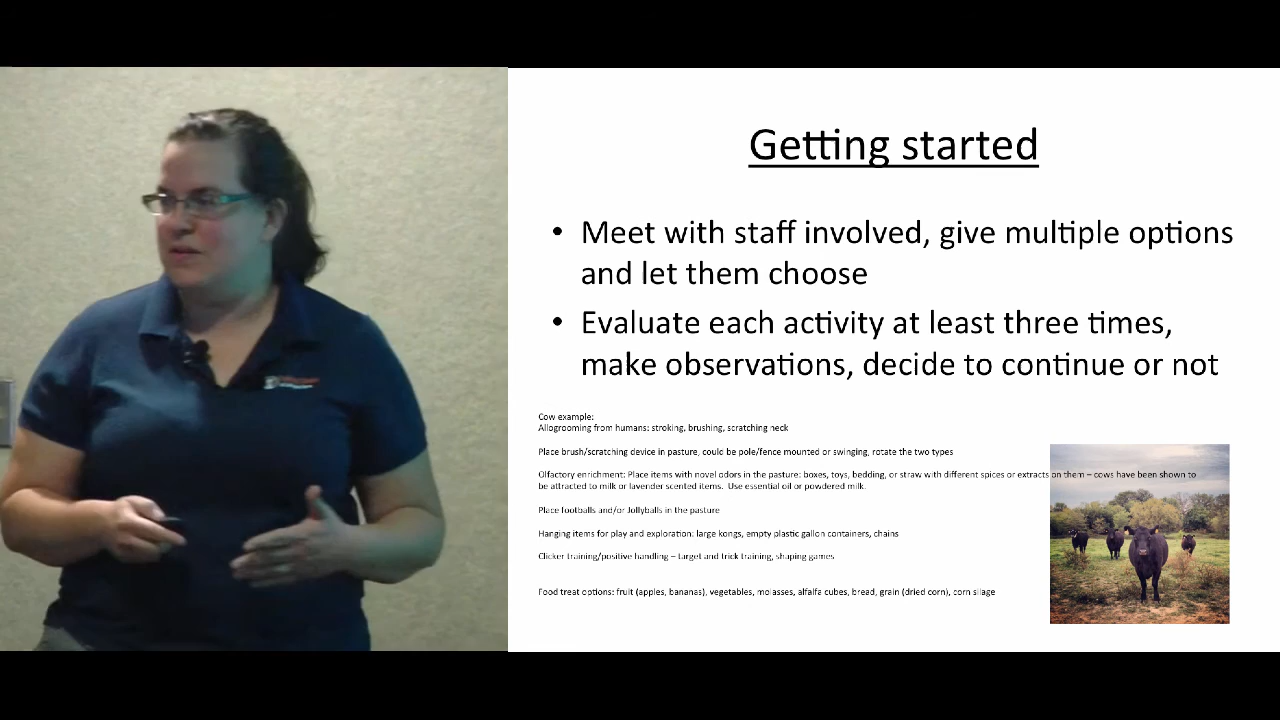 Getting started
• Meet with staff involved, give multiple options
and let them choose
• Evaluate each activity at least three times,
make observations, decide to continue or not
Cow example:
Allogrooming from humans: stroking, brushing, scratching neck
Place brush/scratching device in pasture, could be pole/fence mounted or swinging, rotate the two types
Olfactory enrichment: Place items with novel odors in the pasture: boxes, toys, bedding, or straw with different spices or extracts on them – cows have been shown to
be attracted to milk or lavender scented items. Use essential oil or powdered milk.
Place footballs and/or Jollyballs in the pasture
Hanging items for play and exploration: large kongs, empty plastic gallon containers, chains
Clicker training/positive handling – target and trick training, shaping games
Food treat options: fruit (apples, bananas), vegetables, molasses, alfalfa cubes, bread, grain (dried corn), corn silage